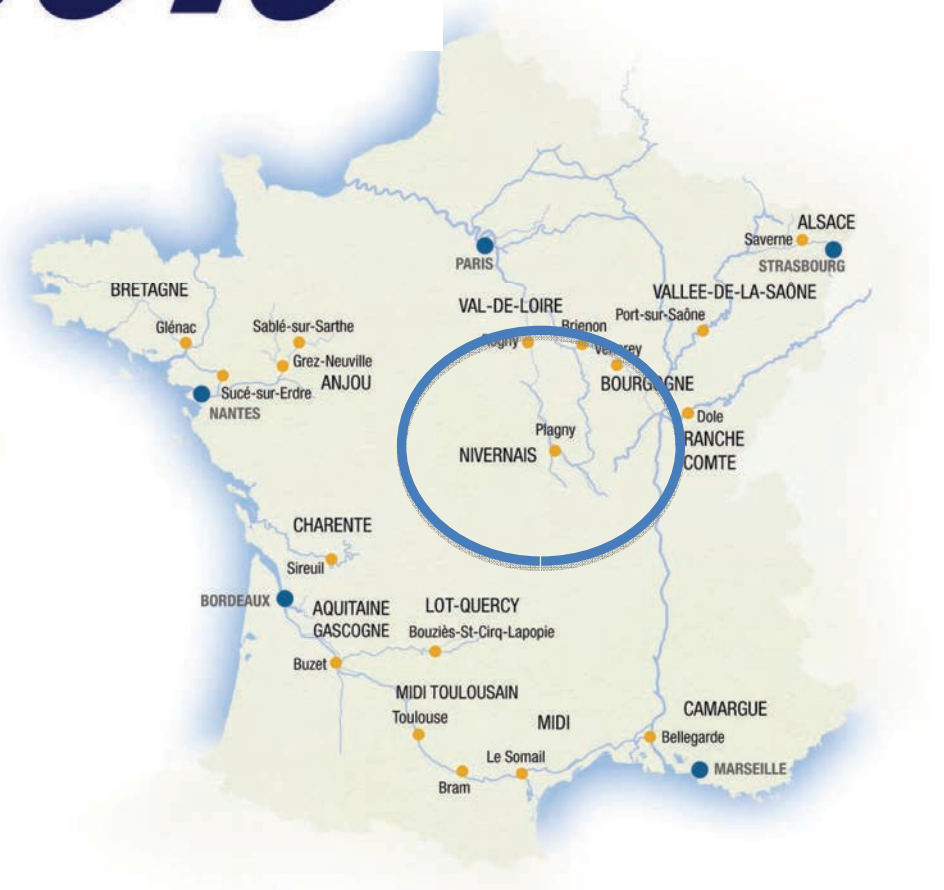 ALSACE
Saverne
STRASBOURG
PARIS
BRETAGNE
VALLEE-DE-LA-SAÔNE
VAL-DE-LOIRE
Port-sur-Saône
Glénac
Sablé-sur-Sarthe
Brienon
Grez-Neuville
BOURGOGNE
ANJOU
Sucé-sur-Erdre
NANTES
Dole
Plagny
RANCHE
COMTE
NIVERNAIS
CHARENTE
Sireuil
BORDEAUX
AQUITAINE
GASCOGNE
LOT-QUERCY
Bouziès-St-Cirq-Lapopie
Buzet
MIDI TOULOUSAIN
Toulouse
MIDI
CAMARGUE
Bellegarde
Le Somail
MARSEILLE
Bram